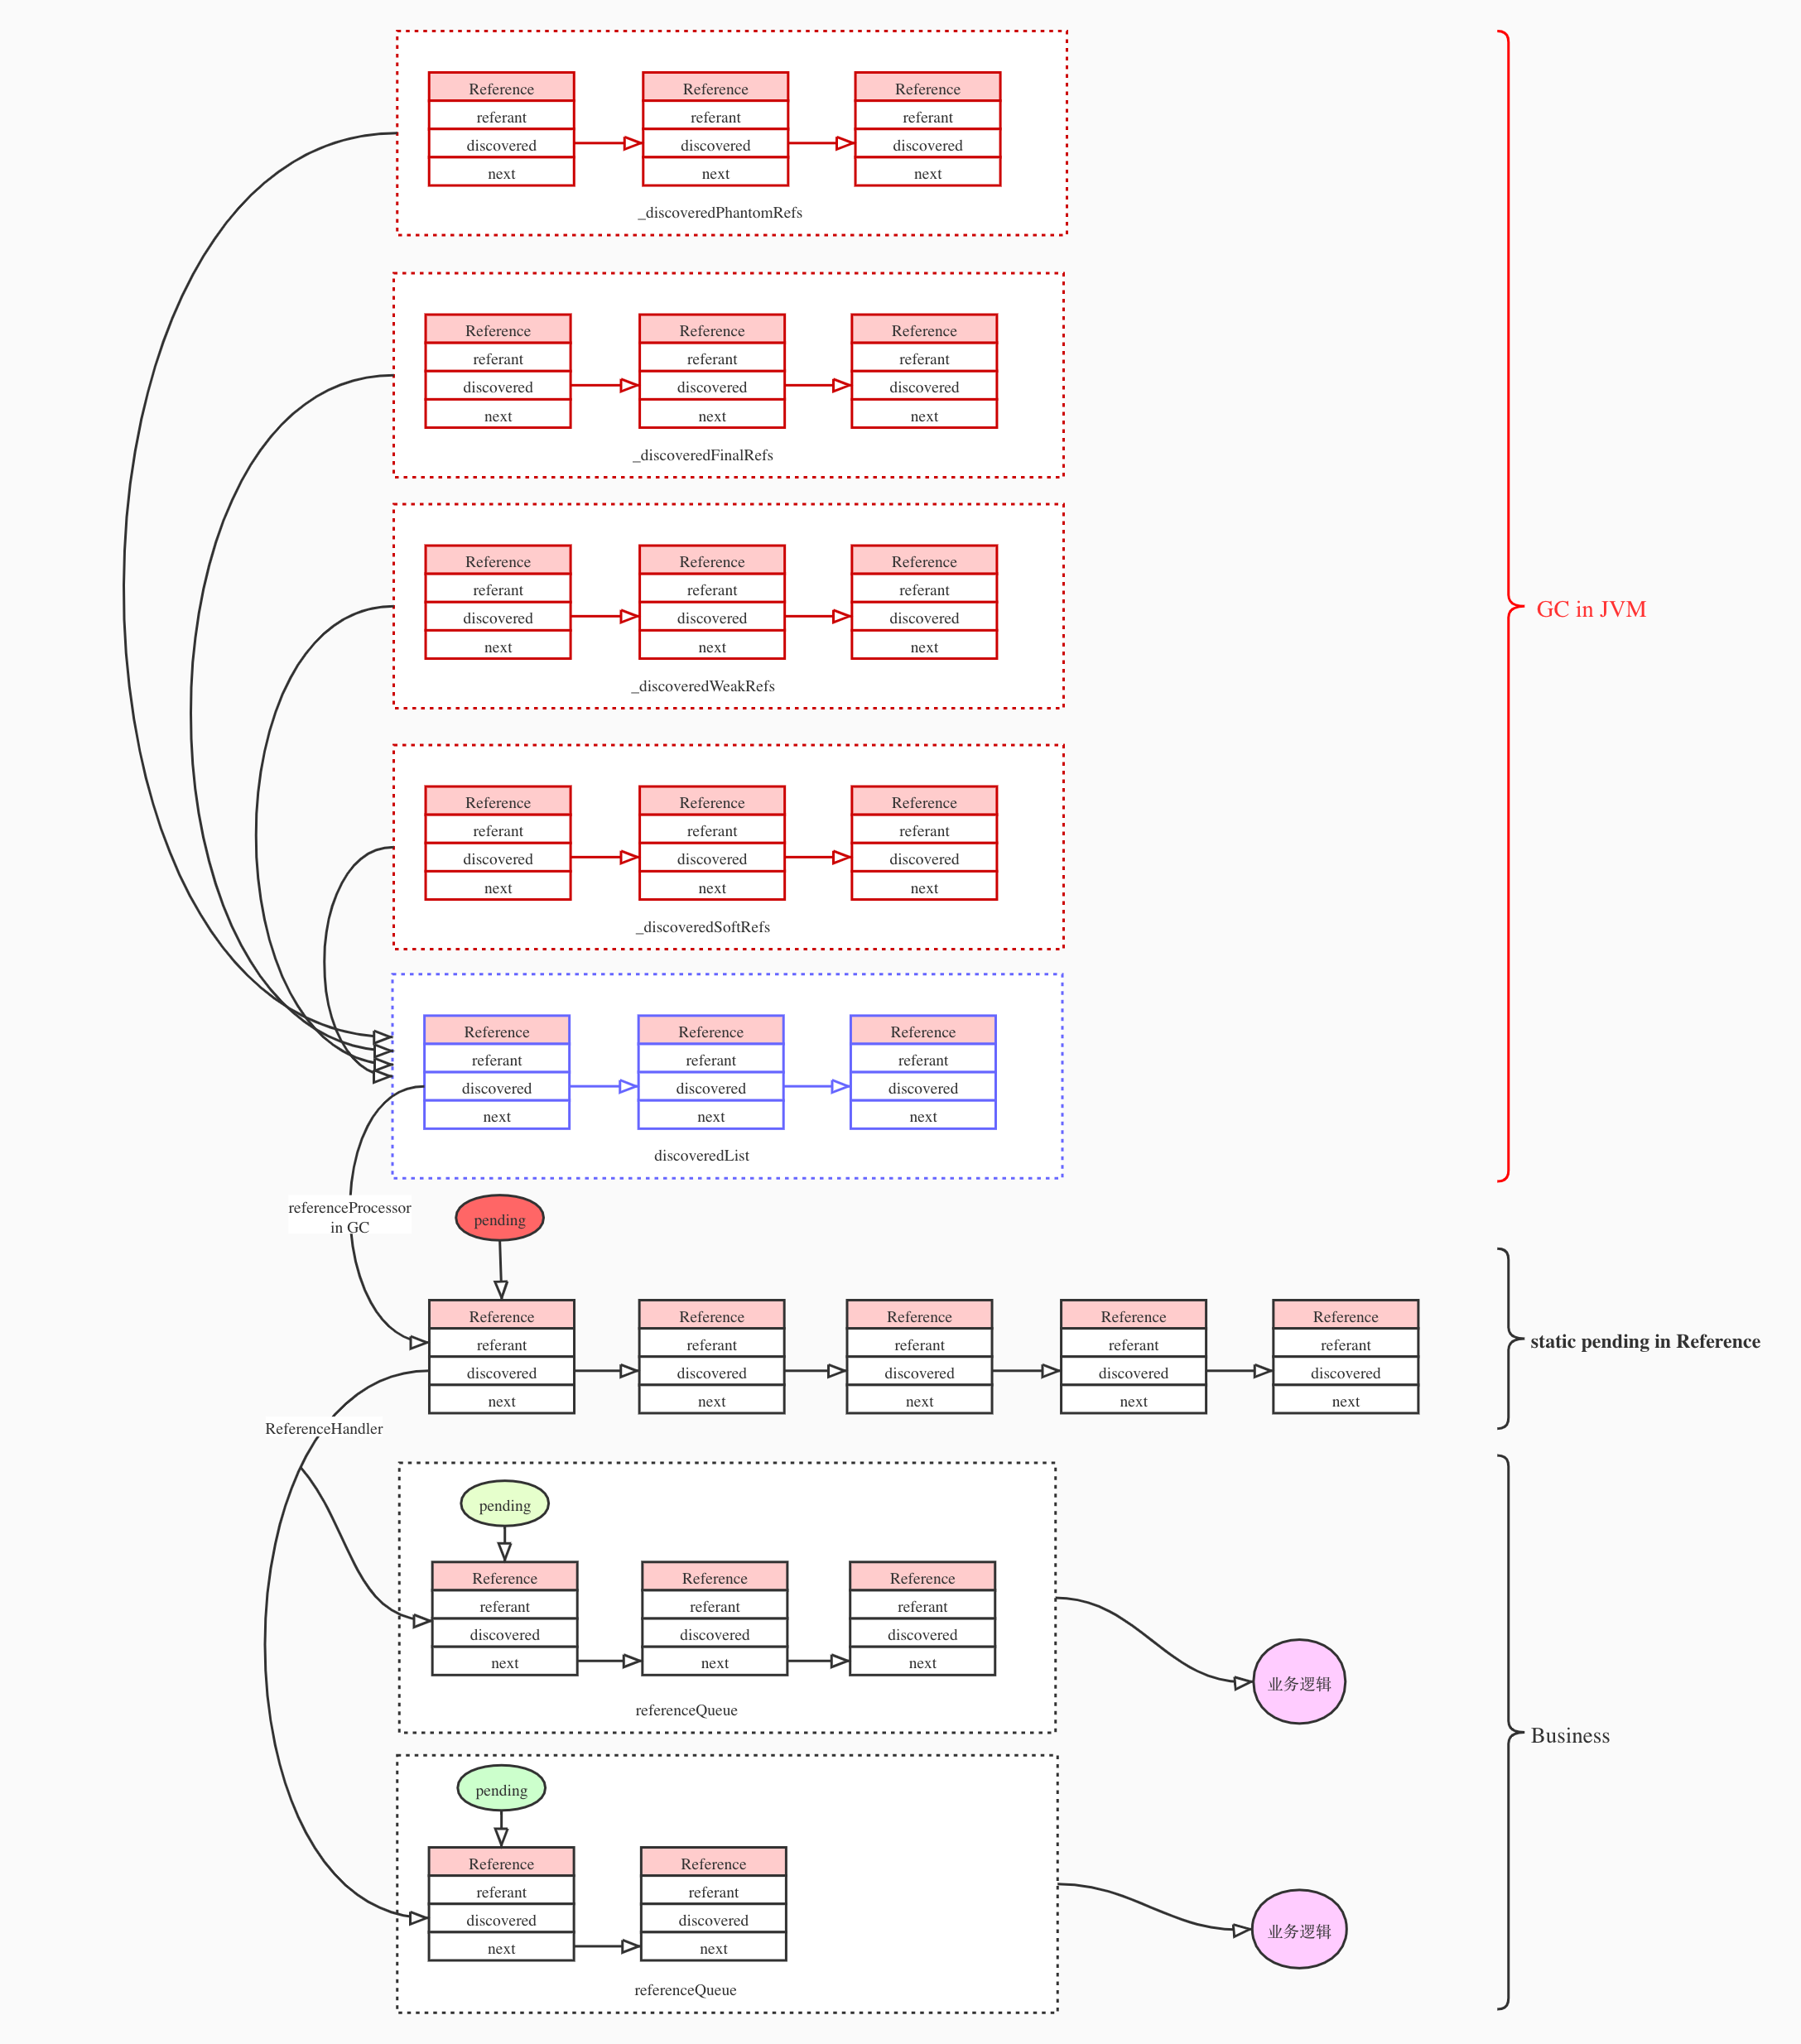 Reference
Reference
Reference
referant
referant
referant
discovered
discovered
discovered
next
next
next
_discoveredPhantomRefs
Reference
Reference
Reference
referant
referant
referant
discovered
discovered
discovered
next
next
next
_discoveredFinalRefs
Reference
Reference
Reference
referant
referant
referant
discovered
discovered
discovered
next
next
next
_discoveredWeakRefs
GC in JVM
Reference
Reference
Reference
referant
referant
referant
discovered
discovered
discovered
next
next
next
_discoveredSoftRefs
Reference
Reference
Reference
referant
referant
referant
discovered
discovered
discovered
next
next
next
discoveredList
referenceProcessor
in GC
pending
Reference
Reference
Reference
Reference
Reference
referant
referant
referant
referant
referant
discovered
discovered
discovered
discovered
discovered
next
next
next
next
next
static pending in Reference
ReferenceHandler
pending
Reference
Reference
Reference
referant
referant
referant
discovered
discovered
discovered
next
next
next
referenceQueue
业务逻辑
Business
pending
Reference
Reference
referant
referant
discovered
discovered
next
next
referenceQueue
业务逻辑